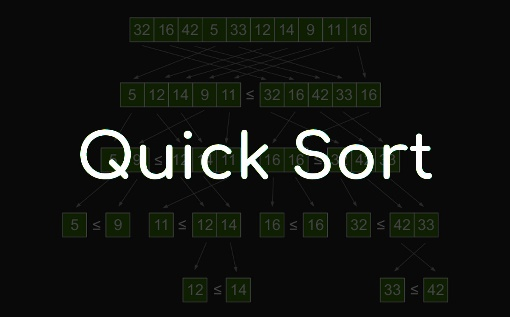 32 16 42 5 33 12 14 9 11 16
5 12 14 9 11 ≤ 32 16 42 33 16
Quick Sort
5 ≤ 9 11 ≤ 12 14 16 ≤ 16 32 ≤ 42 33
12 ≤ 14 33 ≤ 42